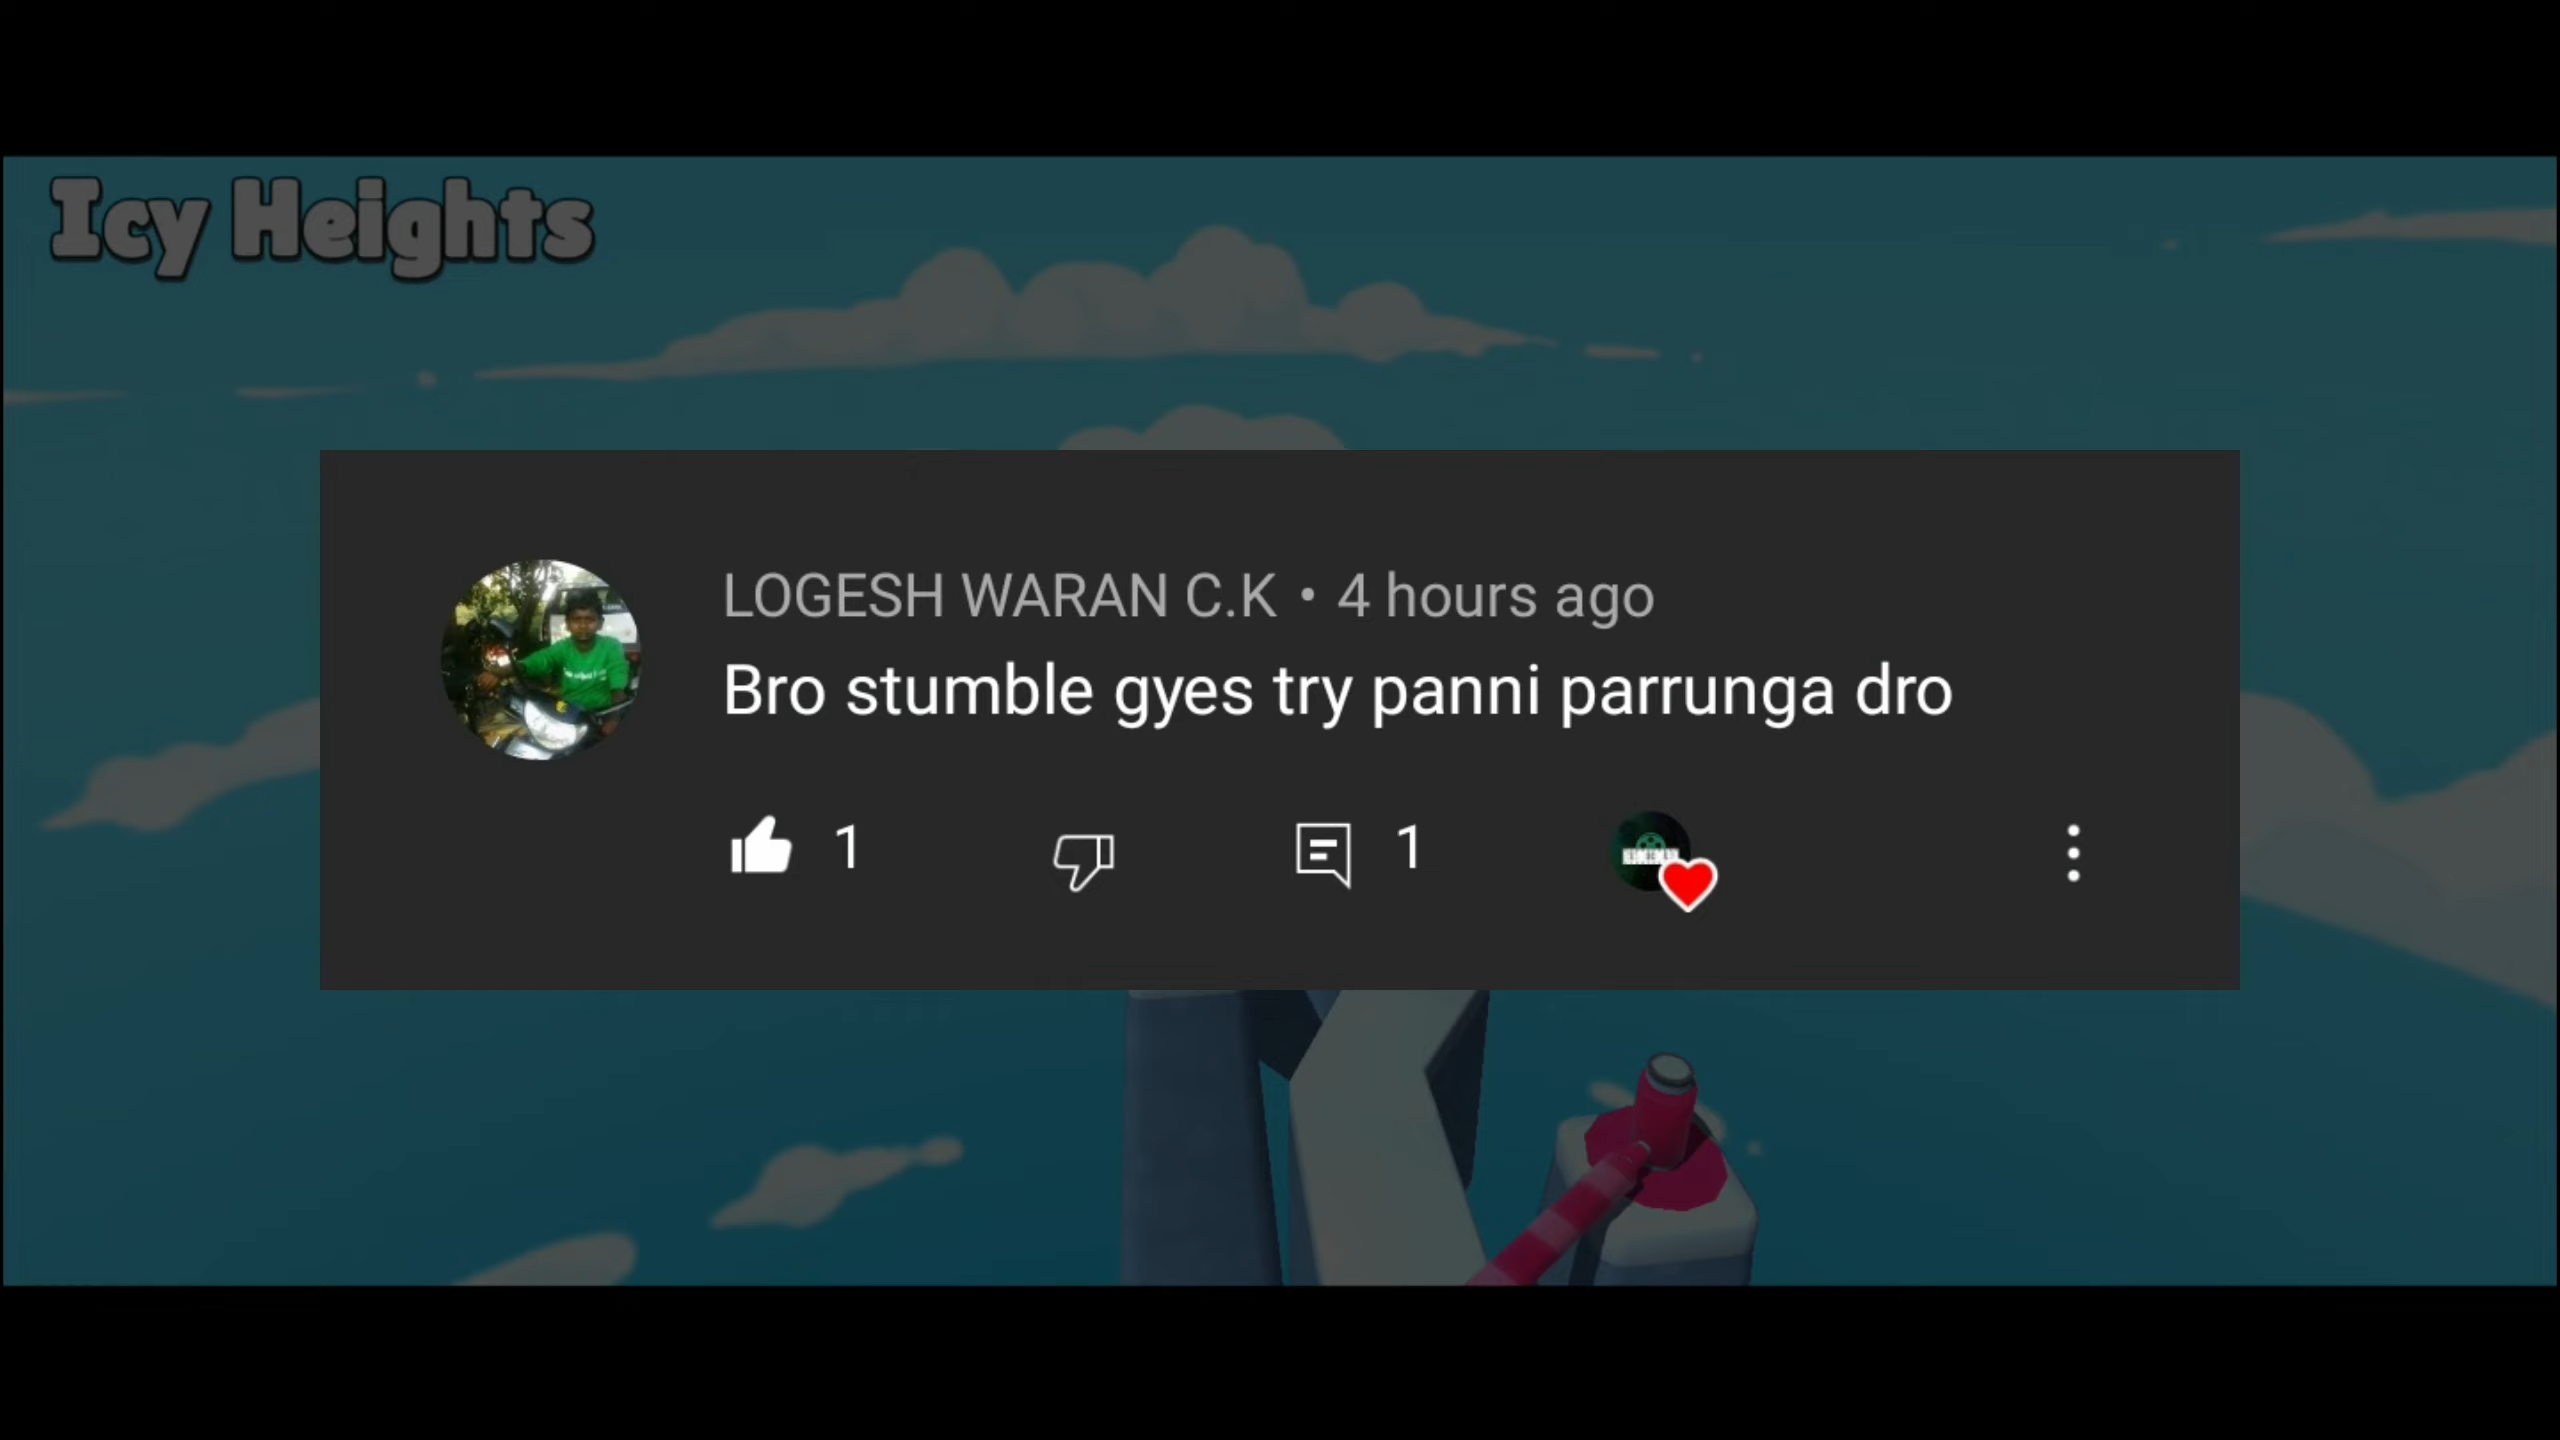 Icy Heights
LOGESH WARAN C.K • 4 hours ago
Bro stumble gyes try panni parrunga dro
1 1